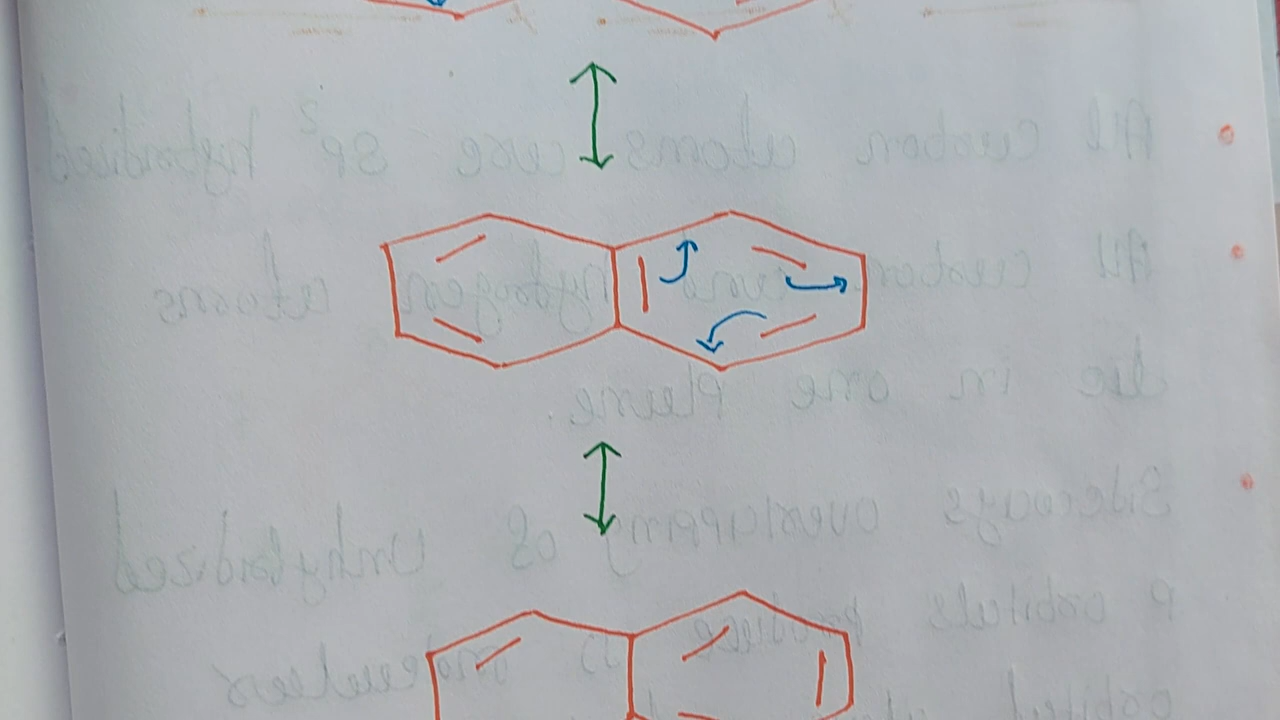 All carbon atoms are sp² hybridized
All carbon and hydrogen atoms
lie in one plane.
Sideways overlapping of unhybridized
p orbitals produce